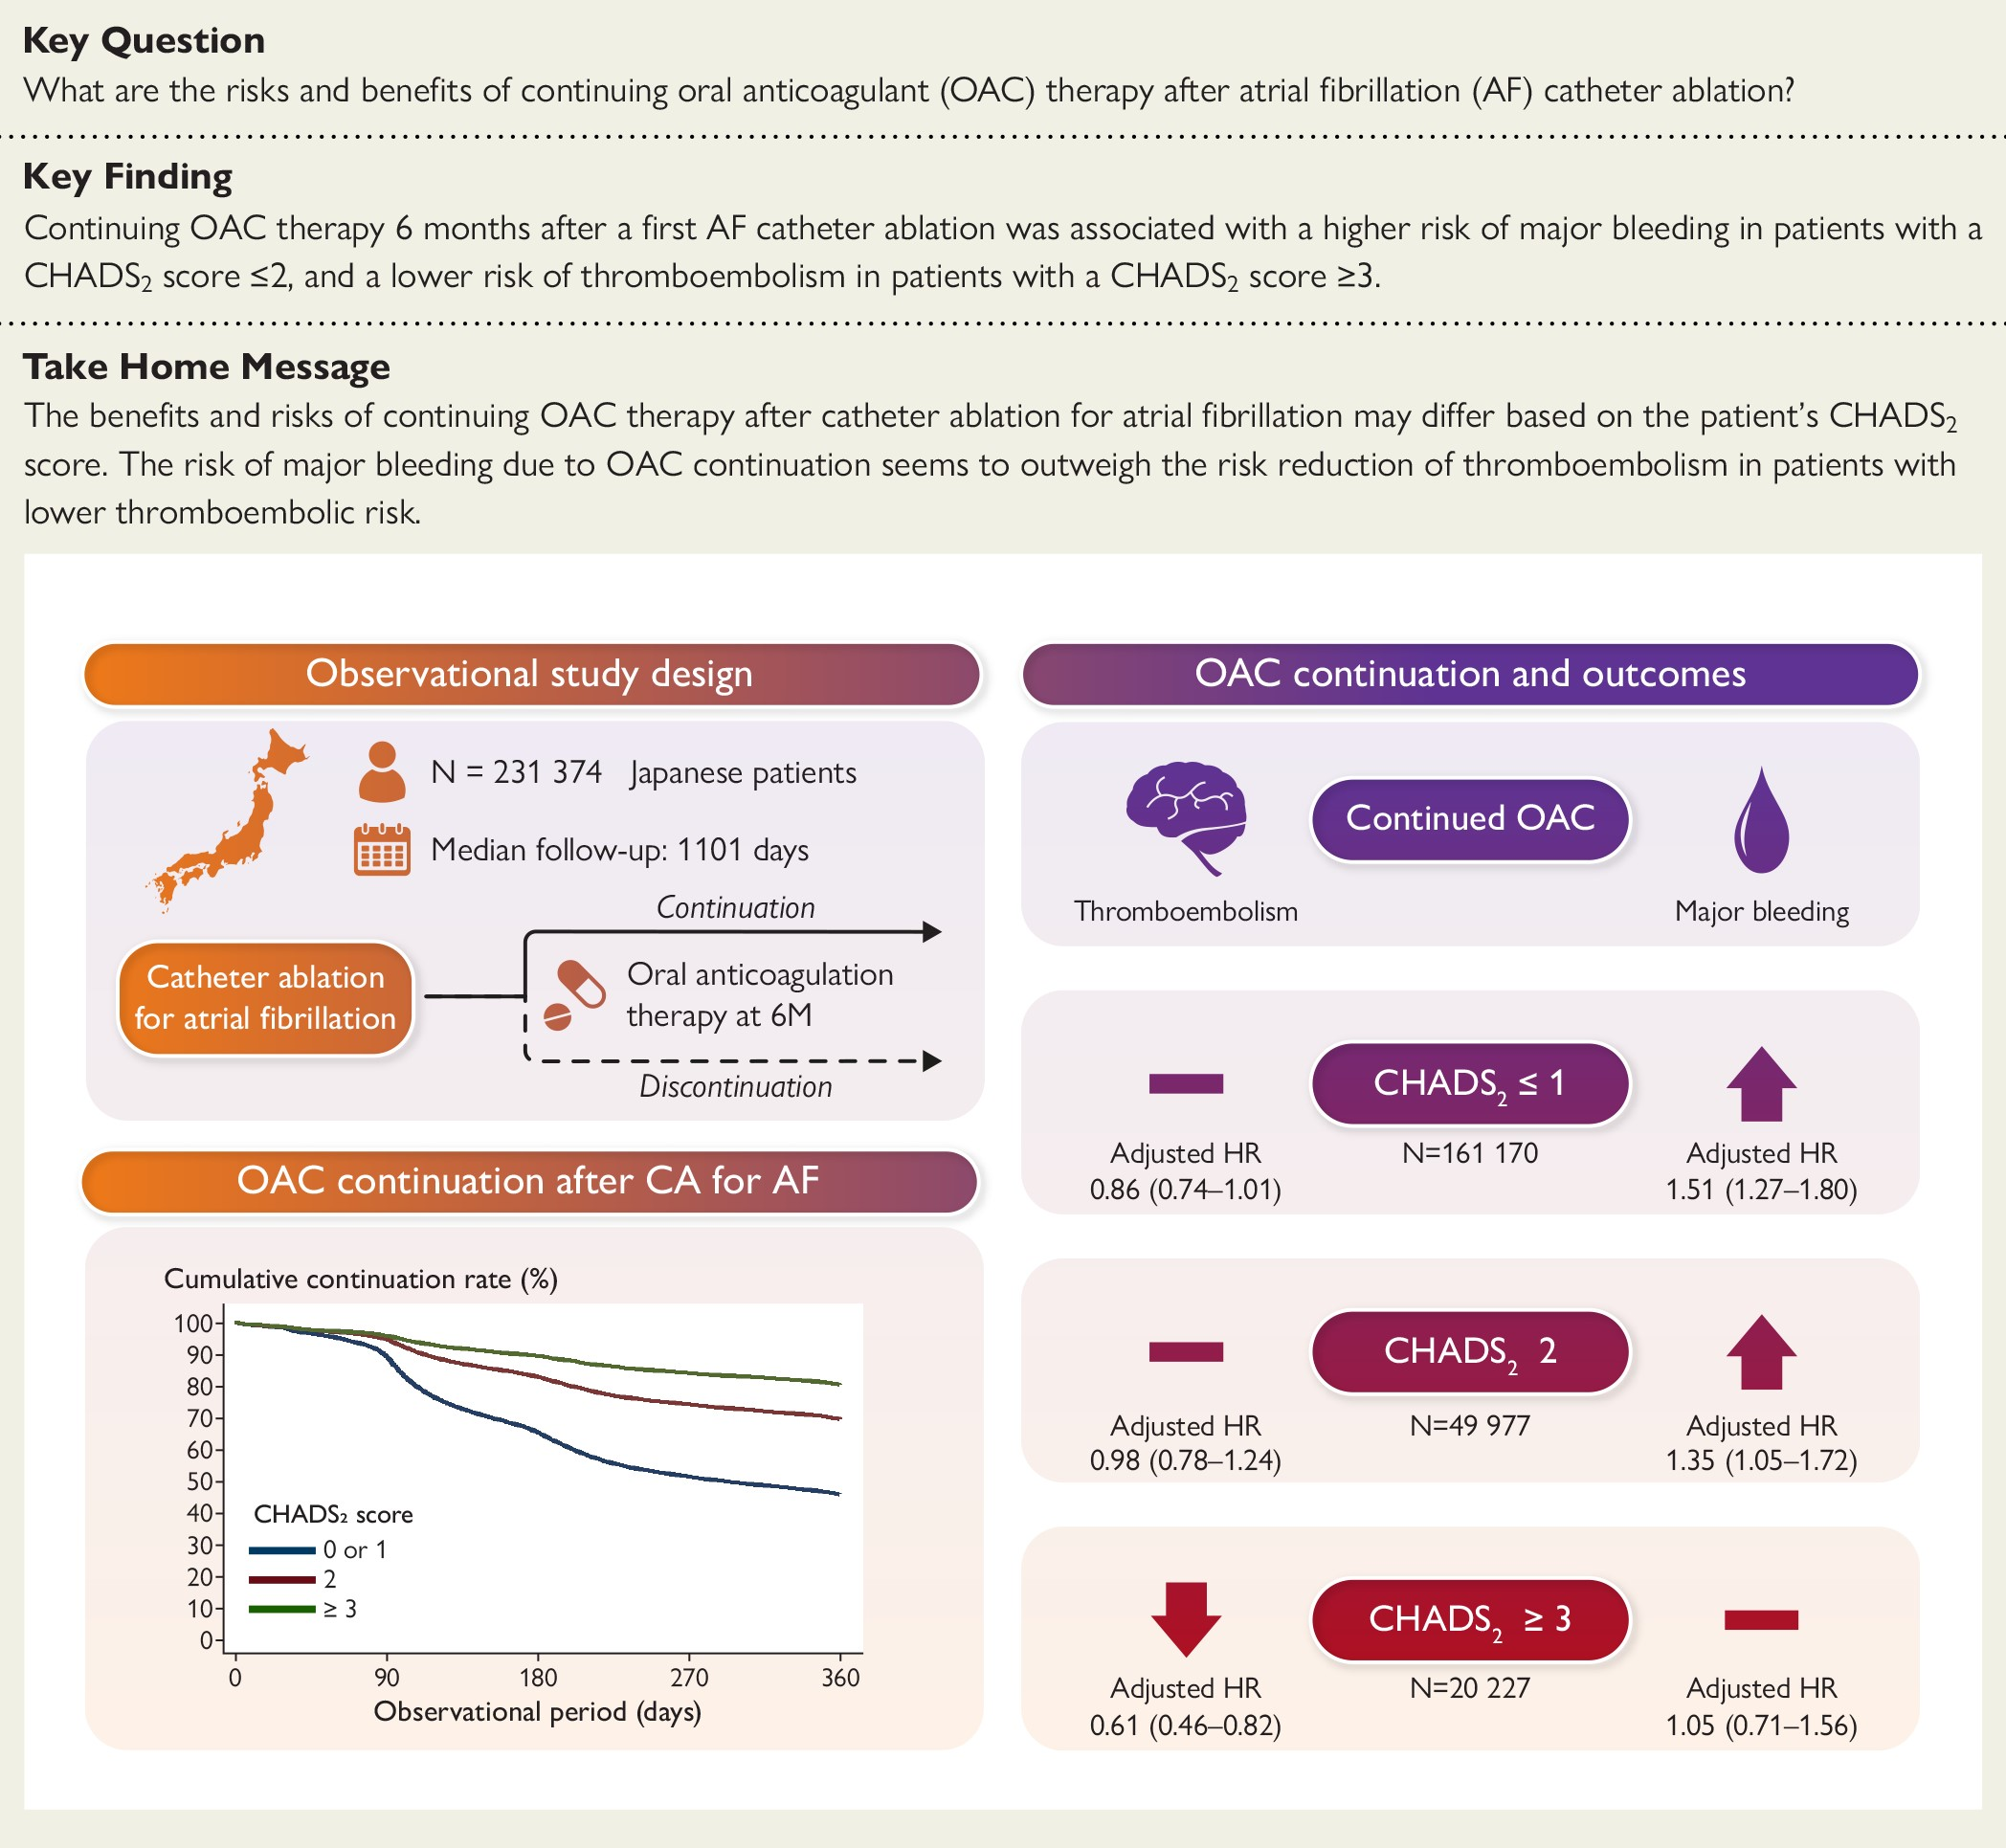 Key Question
What are the risks and benefits of continuing oral anticoagulant (OAC) therapy after atrial fibrillation (AF) catheter ablation?
Key Finding
Continuing OAC therapy 6 months after a first AF catheter ablation was associated with a higher risk of major bleeding in patients with a
CHADS₂ score ≤2, and a lower risk of thromboembolism in patients with a CHADS₂ score ≥3.
Take Home Message
The benefits and risks of continuing OAC therapy after catheter ablation for atrial fibrillation may differ based on the patient's CHADS₂
score. The risk of major bleeding due to OAC continuation seems to outweigh the risk reduction of thromboembolism in patients with
lower thromboembolic risk.
Observational study design
N = 231 374 Japanese patients
Median follow-up: 1101 days
Continuation
Catheter ablation
for atrial fibrillation
Oral anticoagulation
therapy at 6M
Discontinuation
OAC continuation after CA for AF
Cumulative continuation rate (%)
100
90
80
70
60
50
40
30
20
10
0
CHADS₂ score
0 or 1
2
≥ 3
0 90 180 270 360
Observational period (days)
OAC continuation and outcomes
Continued OAC
Thromboembolism
Major bleeding
CHADS₂ ≤ 1
Adjusted HR
0.86 (0.74–1.01)
N=161 170
Adjusted HR
1.51 (1.27–1.80)
CHADS₂ 2
Adjusted HR
0.98 (0.78–1.24)
N=49 977
Adjusted HR
1.35 (1.05–1.72)
CHADS₂ ≥ 3
Adjusted HR
0.61 (0.46–0.82)
N=20 227
Adjusted HR
1.05 (0.71–1.56)